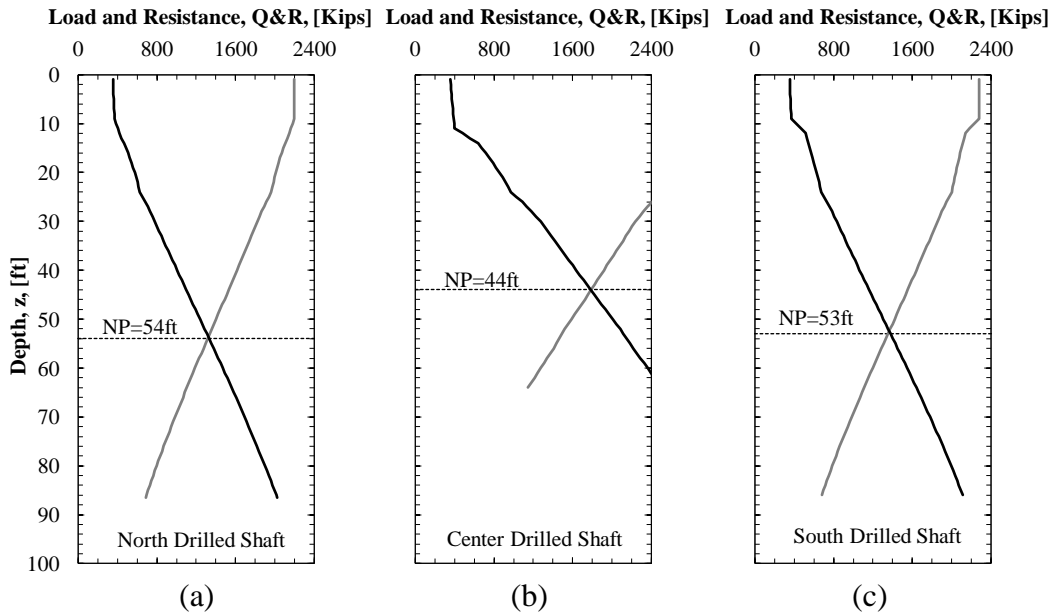 Load and Resistance, Q&R, [Kips]
0 800 1600 2400
Depth, z, [ft]
0
10
20
30
40
50
60
70
80
90
100
NP=54ft
North Drilled Shaft
(a)
Load and Resistance, Q&R, [Kips]
0 800 1600 2400
NP=44ft
Center Drilled Shaft
(b)
Load and Resistance, Q&R, [Kips]
0 800 1600 2400
NP=53ft
South Drilled Shaft
(c)